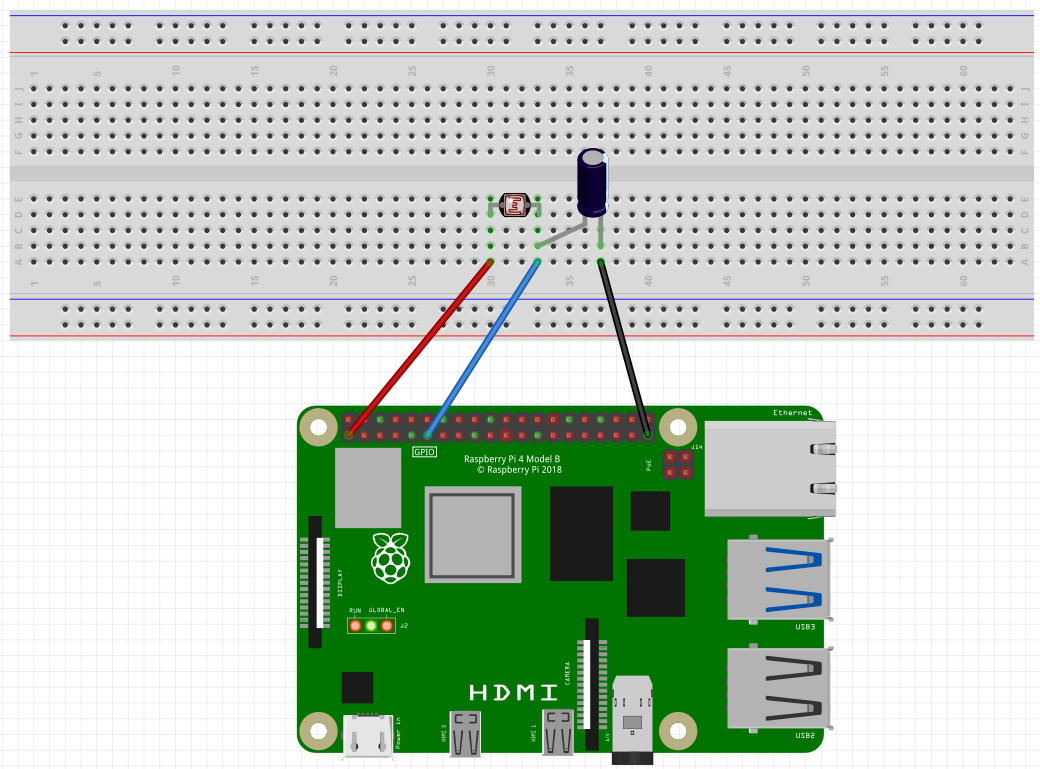 1 5 10 15 20 25 30 35 40 45 50 55 60
J J
I I
H H
G G
F F
E E
D D
C C
B B
A A
1 5 10 15 20 25 30 35 40 45 50 55 60
Ethernet
GPIO
Raspberry Pi 4 Model B
© Raspberry Pi 2018
PoE
J14
DISPLAY
RUN GLOBAL_EN
J2
USB3
CAMERA
HDMI
Power in
HMI 0
HMI 1
A/V
USB2